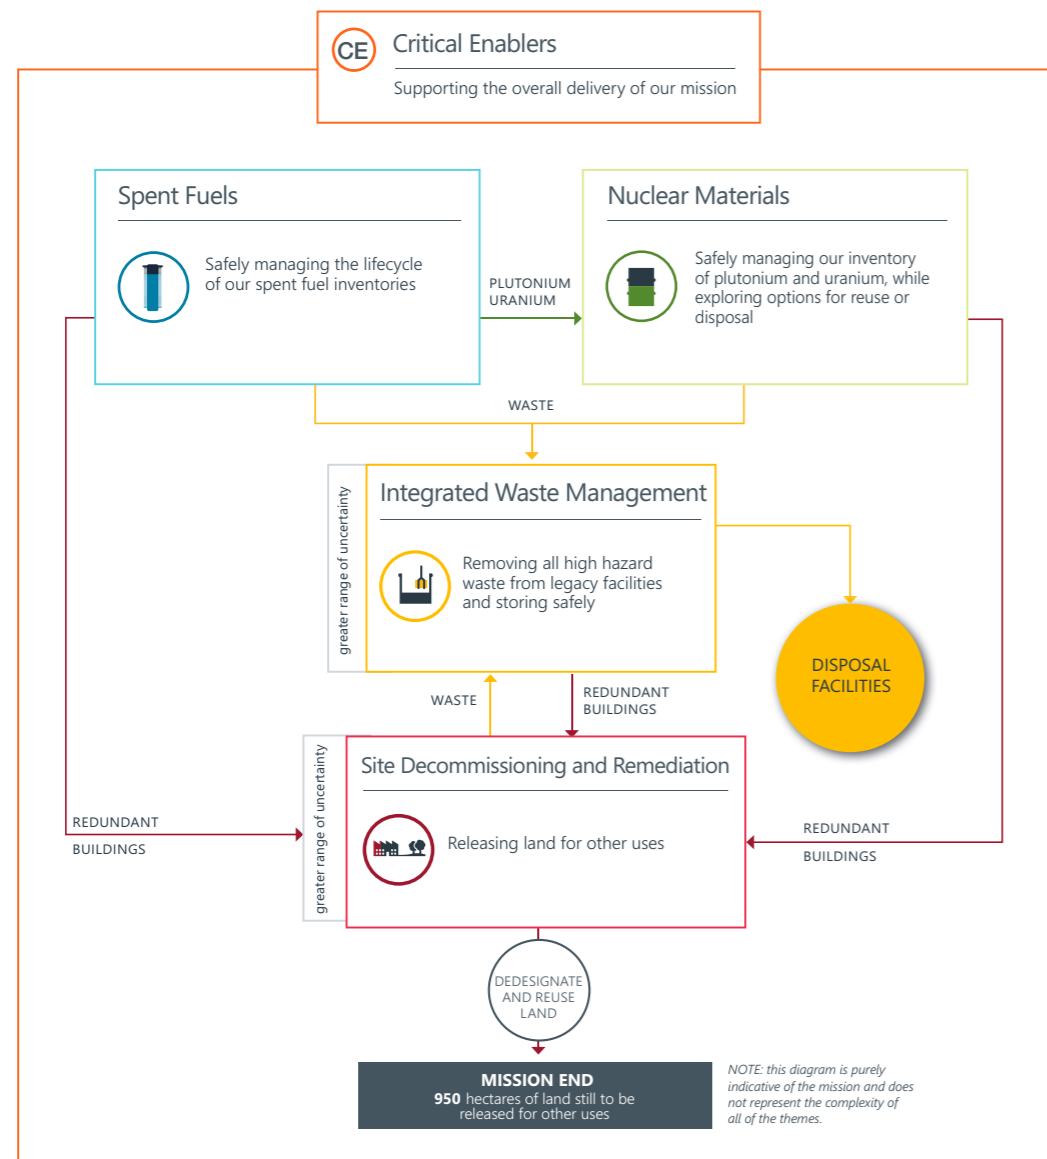 CE
Critical Enablers
Supporting the overall delivery of our mission
Spent Fuels
Safely managing the lifecycle
of our spent fuel inventories
PLUTONIUM
URANIUM
Nuclear Materials
Safely managing our inventory
of plutonium and uranium, while
exploring options for reuse or
disposal
WASTE
greater range of uncertainty
Integrated Waste Management
Removing all high hazard
waste from legacy facilities
and storing safely
DISPOSAL
FACILITIES
WASTE
REDUNDANT
BUILDINGS
greater range of uncertainty
Site Decommissioning and Remediation
Releasing land for other uses
REDUNDANT
BUILDINGS
REDUNDANT
BUILDINGS
DEDESIGNATE
AND REUSE
LAND
MISSION END
950 hectares of land still to be
released for other uses
NOTE: this diagram is purely
indicative of the mission and does
not represent the complexity of
all of the themes.